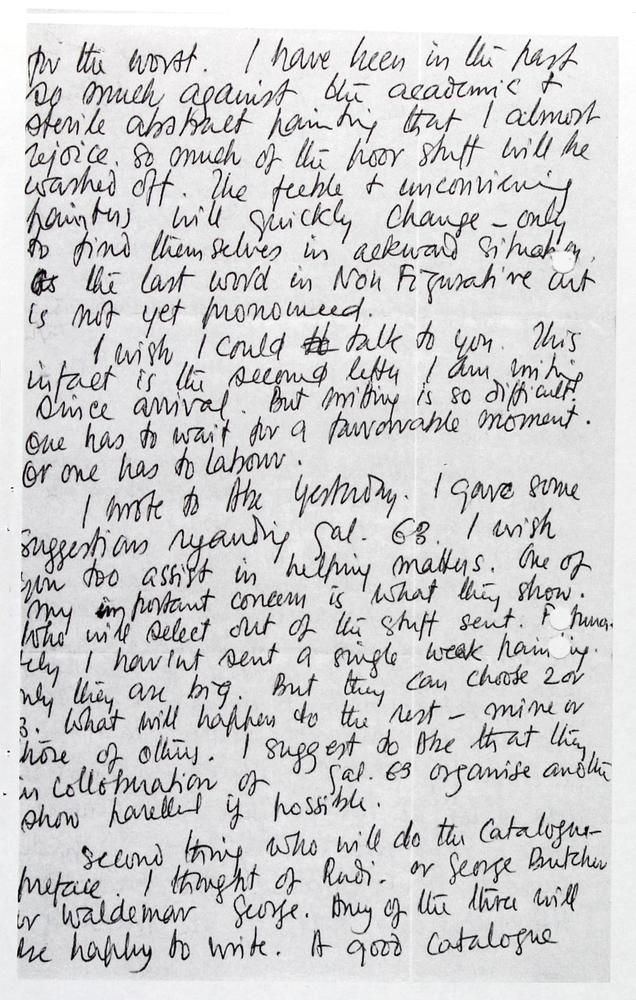 for the worst. I have been in the past
so much against the academic +
sterile abstract painting that I almost
rejoice. So much of the poor stuff will be
washed off. The feeble + unconvincing
painters will quickly change – only
to find themselves in awkward situation.
As the last word in Non Figurative art
is not yet pronounced.
I wish I could talk to you. This
infact is the second letter I am writing
since arrival. But writing is so difficult.
One has to wait for a favourable moment.
Or one has to labour.
I wrote to Abe yesterday. I gave some
suggestions regarding Gal. 63. I wish
you too assist in helping matters. One of
my important concern is what they show.
Who will select out of the stuff sent. Fortuna-
tely I havint sent a single weak painting.
only they are big. But they can choose 2 or
3. What will happen to the rest – mine or
those of others. I suggest to Abe that they
in colloboration of Gal. 63 organise another
show parellel if possible.
Second thing who will do the Catalogue-
preface. I thought of Rudi. or George Butcher
or Waldemar George. Any of the three will
be happy to write. A good Catalogue